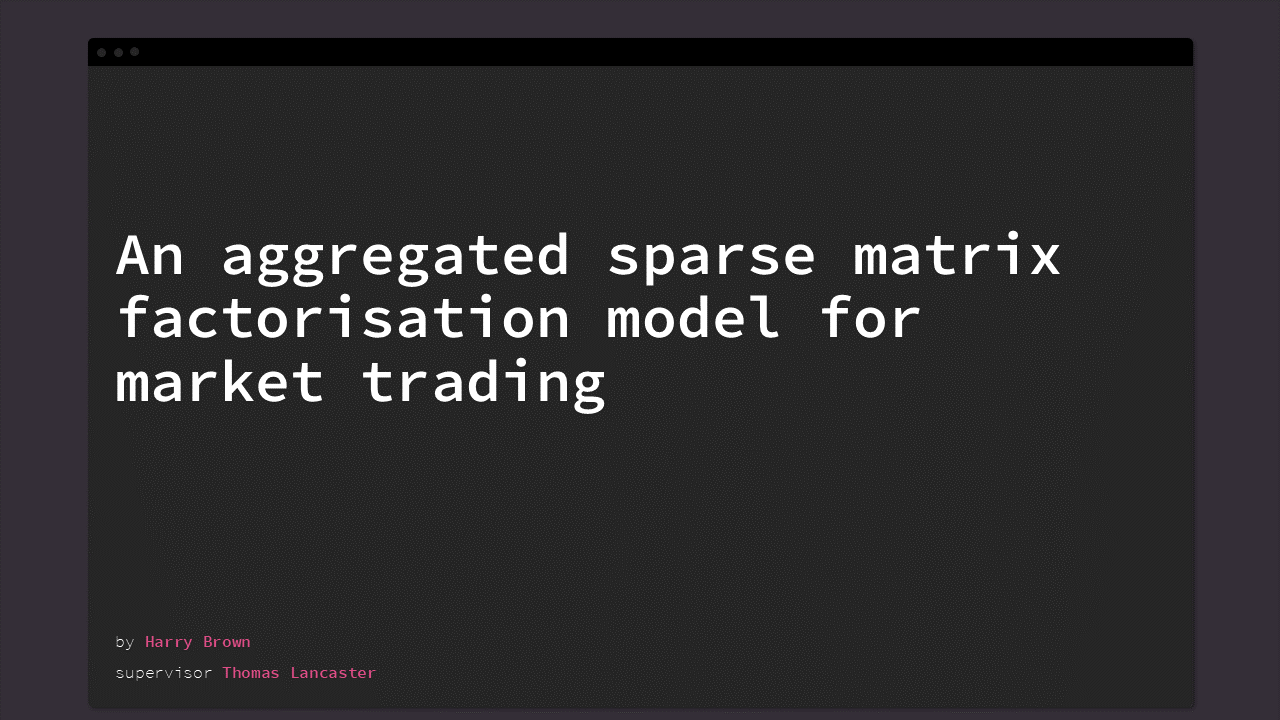 An aggregated sparse matrix
factorisation model for
market trading
by Harry Brown
supervisor Thomas Lancaster